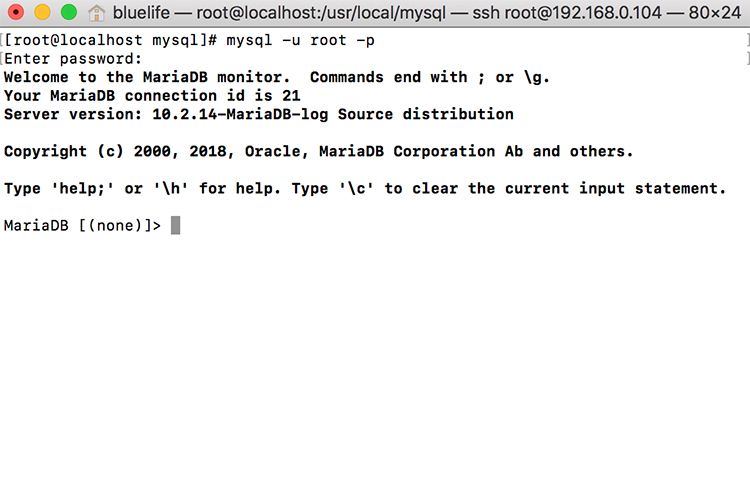 bluelife — root@localhost:/usr/local/mysql — ssh root@192.168.0.104 — 80×24
[[root@localhost mysql]# mysql -u root -p ]
[Enter password: ]
Welcome to the MariaDB monitor.  Commands end with ; or \g.
Your MariaDB connection id is 21
Server version: 10.2.14-MariaDB-log Source distribution
Copyright (c) 2000, 2018, Oracle, MariaDB Corporation Ab and others.
Type 'help;' or '\h' for help. Type '\c' to clear the current input statement.
MariaDB [(none)]>